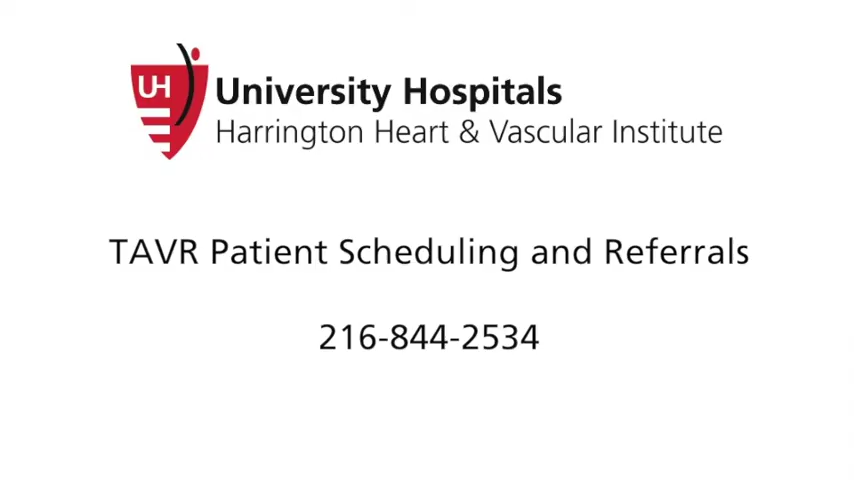 UH
University Hospitals
Harrington Heart & Vascular Institute
TAVR Patient Scheduling and Referrals
216-844-2534